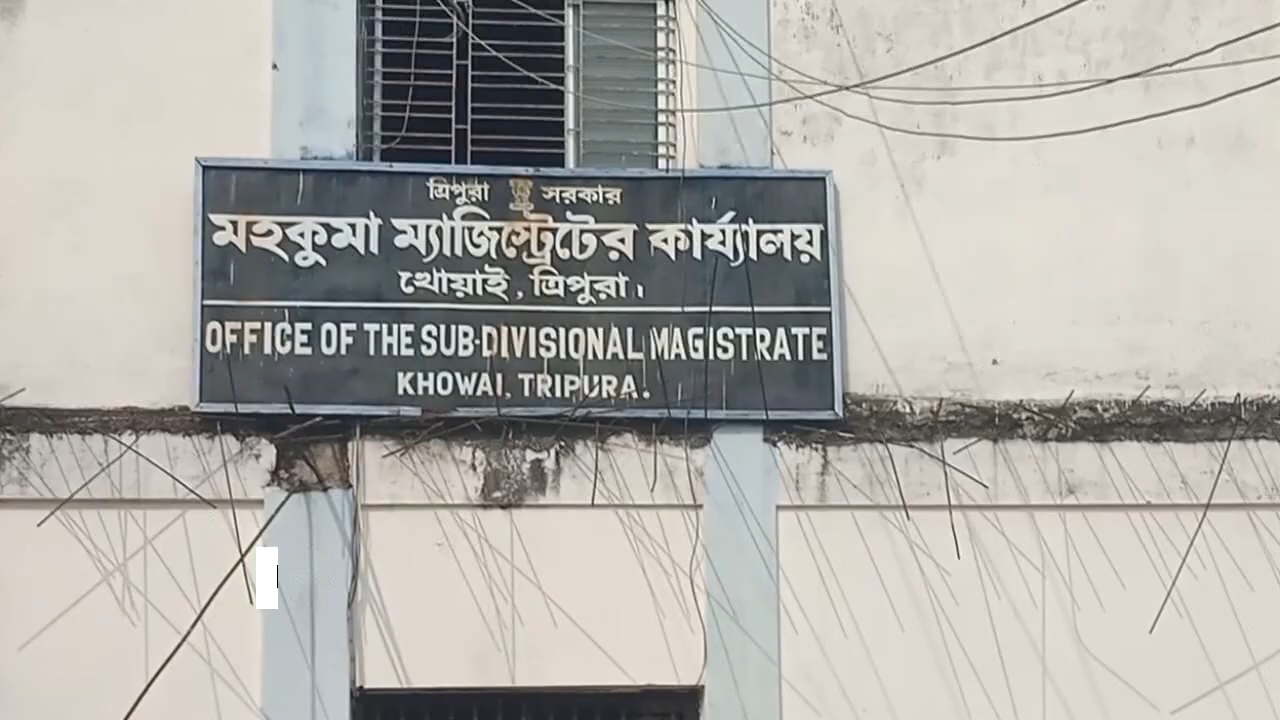 ত্রিপুরা সরকার
মহকুমা ম্যাজিস্ট্রেটের কার্য্যালয়
খোয়াই, ত্রিপুরা।
OFFICE OF THE SUB-DIVISIONAL MAGISTRATE
KHOWAI, TRIPURA.